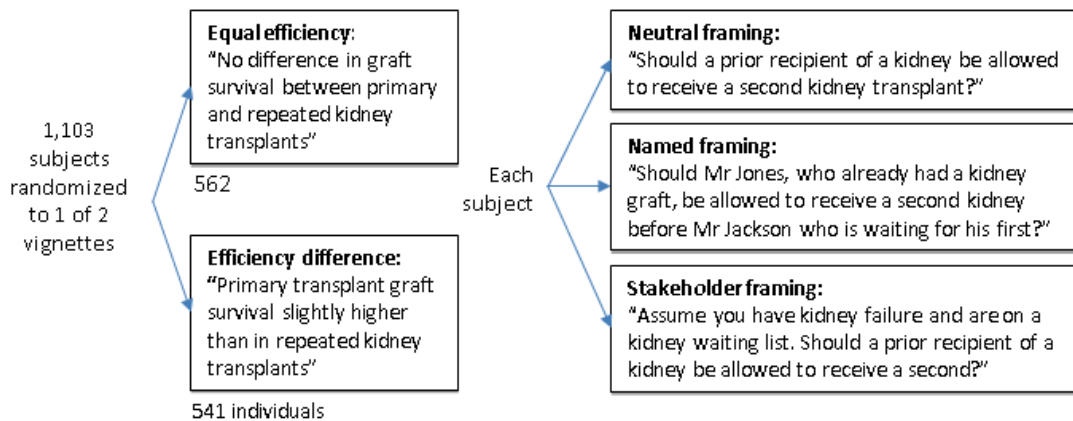 1,103
subjects
randomized
to 1 of 2
vignettes
Equal efficiency:
“No difference in graft
survival between primary
and repeated kidney
transplants”
562
Efficiency difference:
“Primary transplant graft
survival slightly higher
than in repeated kidney
transplants”
541 individuals
Each
subject
Neutral framing:
“Should a prior recipient of a kidney be allowed
to receive a second kidney transplant?”
Named framing:
“Should Mr Jones, who already had a kidney
graft, be allowed to receive a second kidney
before Mr Jackson who is waiting for his first?”
Stakeholder framing:
“Assume you have kidney failure and are on a
kidney waiting list. Should a prior recipient of a
kidney be allowed to receive a second?”